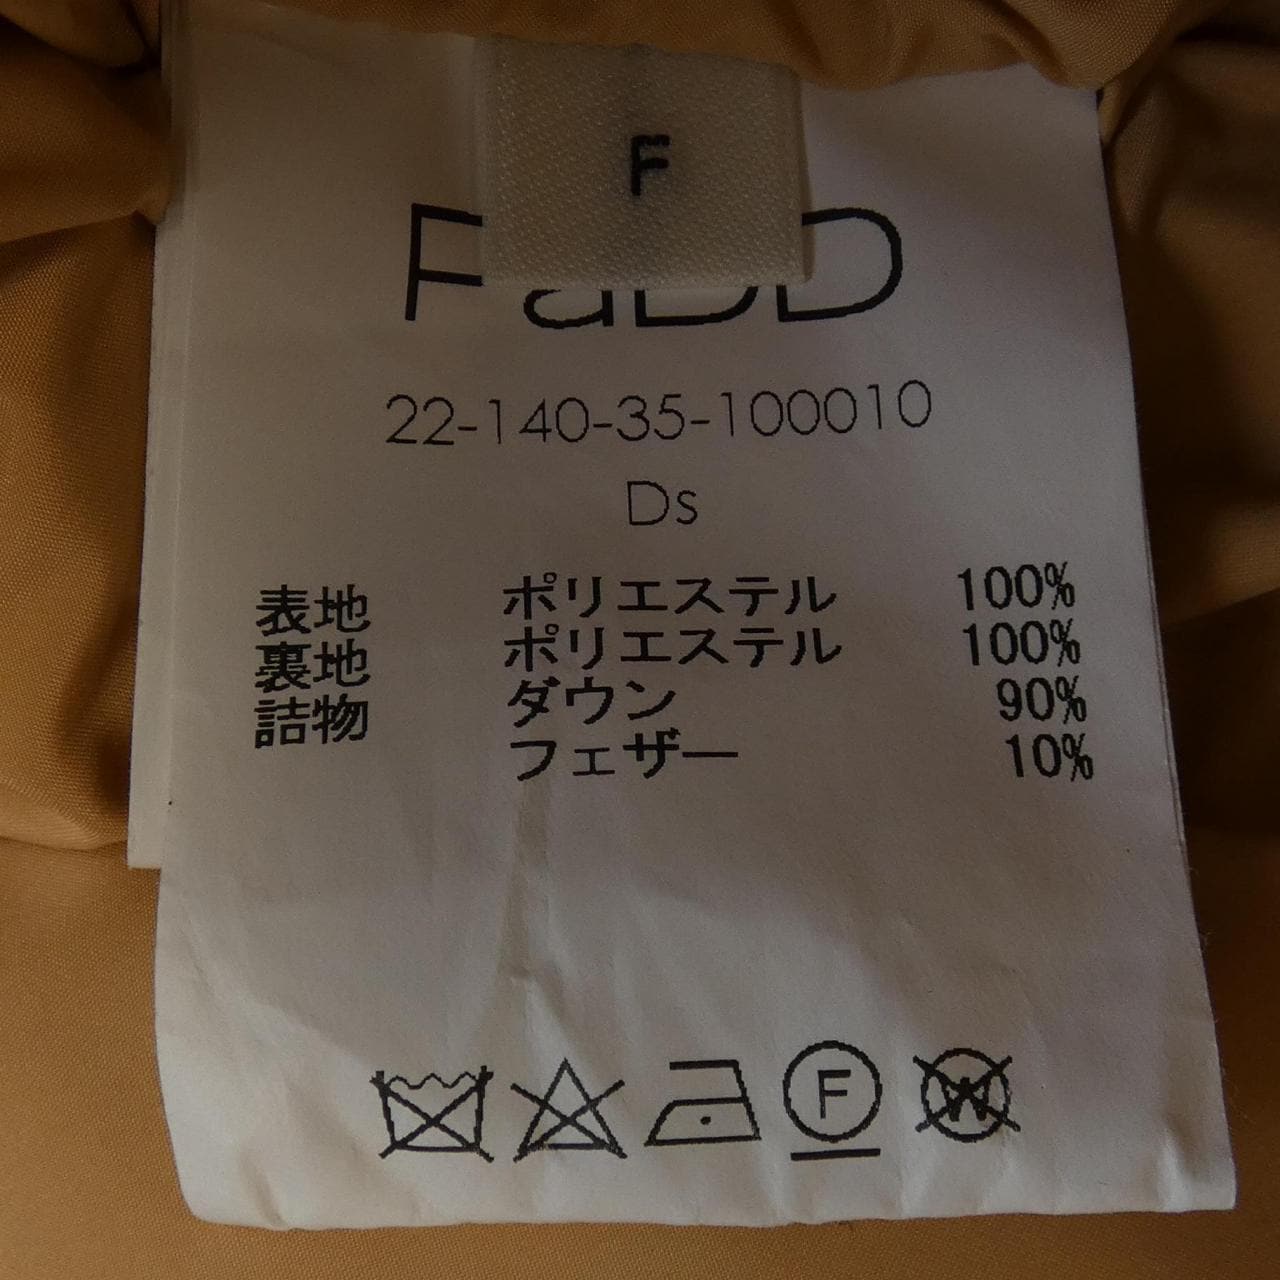 F
FaDD
22-140-35-100010
Ds
表地 ポリエステル 100%
裏地 ポリエステル 100%
詰物 ダウン 90%
フェザー 10%
F W